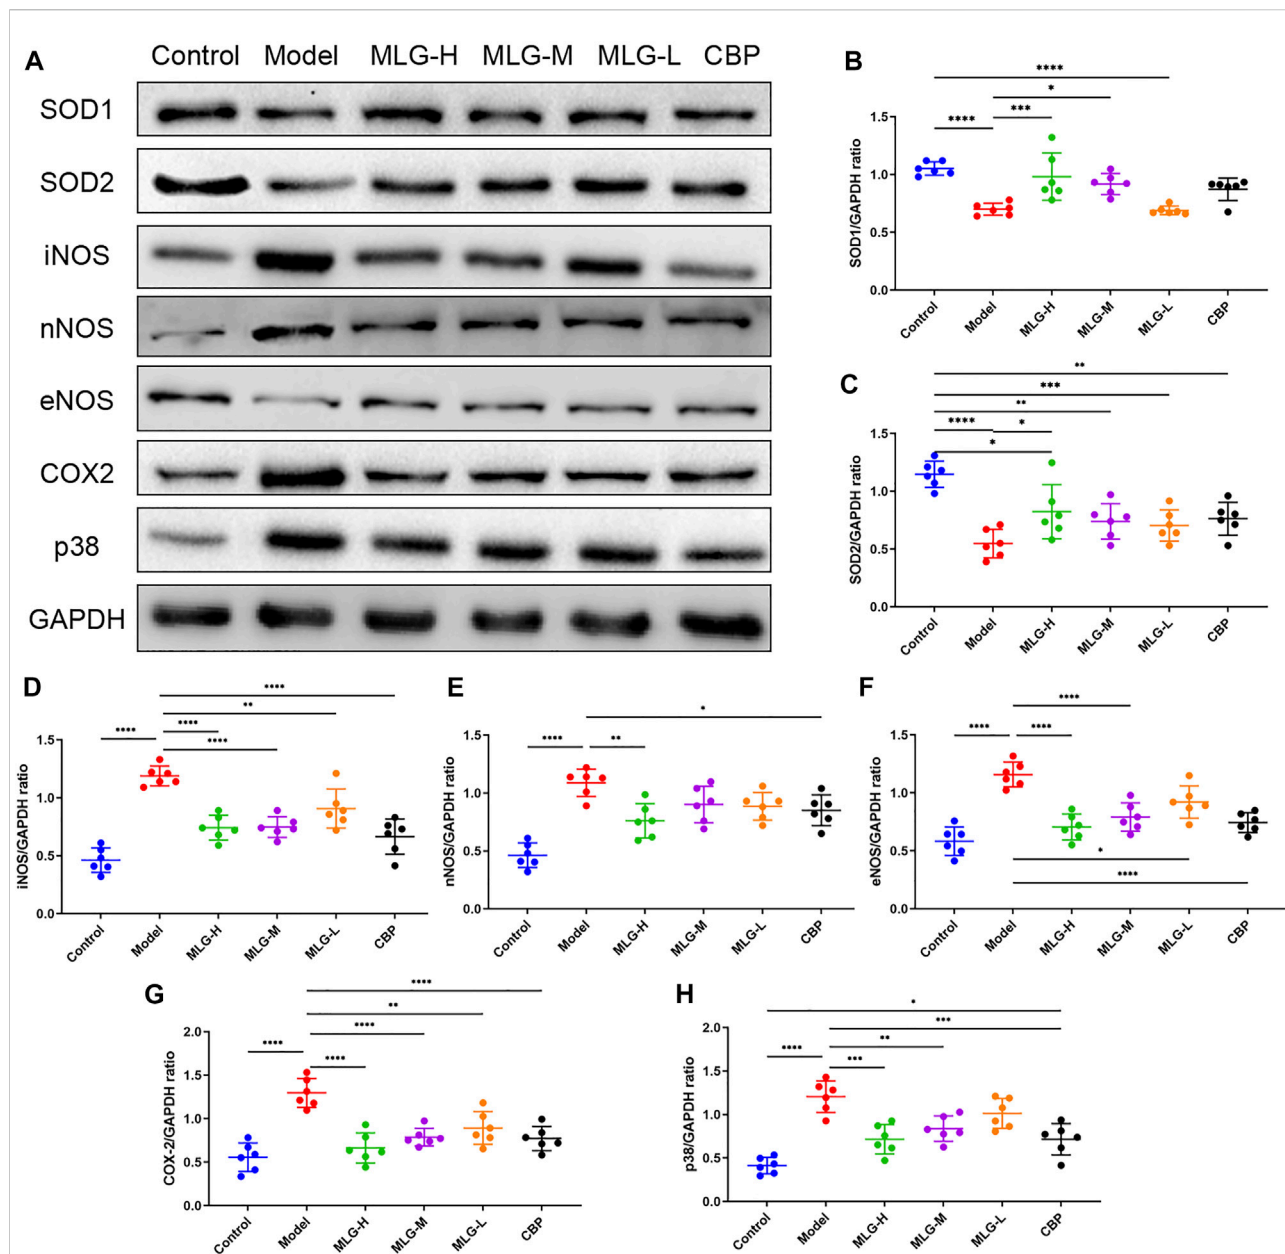 A
Control Model MLG-H MLG-M MLG-L CBP
SOD1
SOD2
iNOS
nNOS
eNOS
COX2
p38
GAPDH
B
****
*
**** ***
SOD1/GAPDH ratio
1.5
1.0
0.5
0.0
Control Model MLG-H MLG-M MLG-L CBP
C
**
***
**
**** *
*
SOD2/GAPDH ratio
1.5
1.0
0.5
0.0
Control Model MLG-H MLG-M MLG-L CBP
D
****
**
**** ****
****
iNOS/GAPDH ratio
1.5
1.0
0.5
0.0
Control Model MLG-H MLG-M MLG-L CBP
E
*
**** **
nNOS/GAPDH ratio
1.5
1.0
0.5
0.0
Control Model MLG-H MLG-M MLG-L CBP
F
****
**** ****
*
****
eNOS/GAPDH ratio
1.5
1.0
0.5
0.0
Control Model MLG-H MLG-M MLG-L CBP
G
****
**
****
**** ****
COX-2/GAPDH ratio
2.0
1.5
1.0
0.5
0.0
Control Model MLG-H MLG-M MLG-L CBP
H
*
***
**
**** ***
p38/GAPDH ratio
2.0
1.5
1.0
0.5
0.0
Control Model MLG-H MLG-M MLG-L CBP